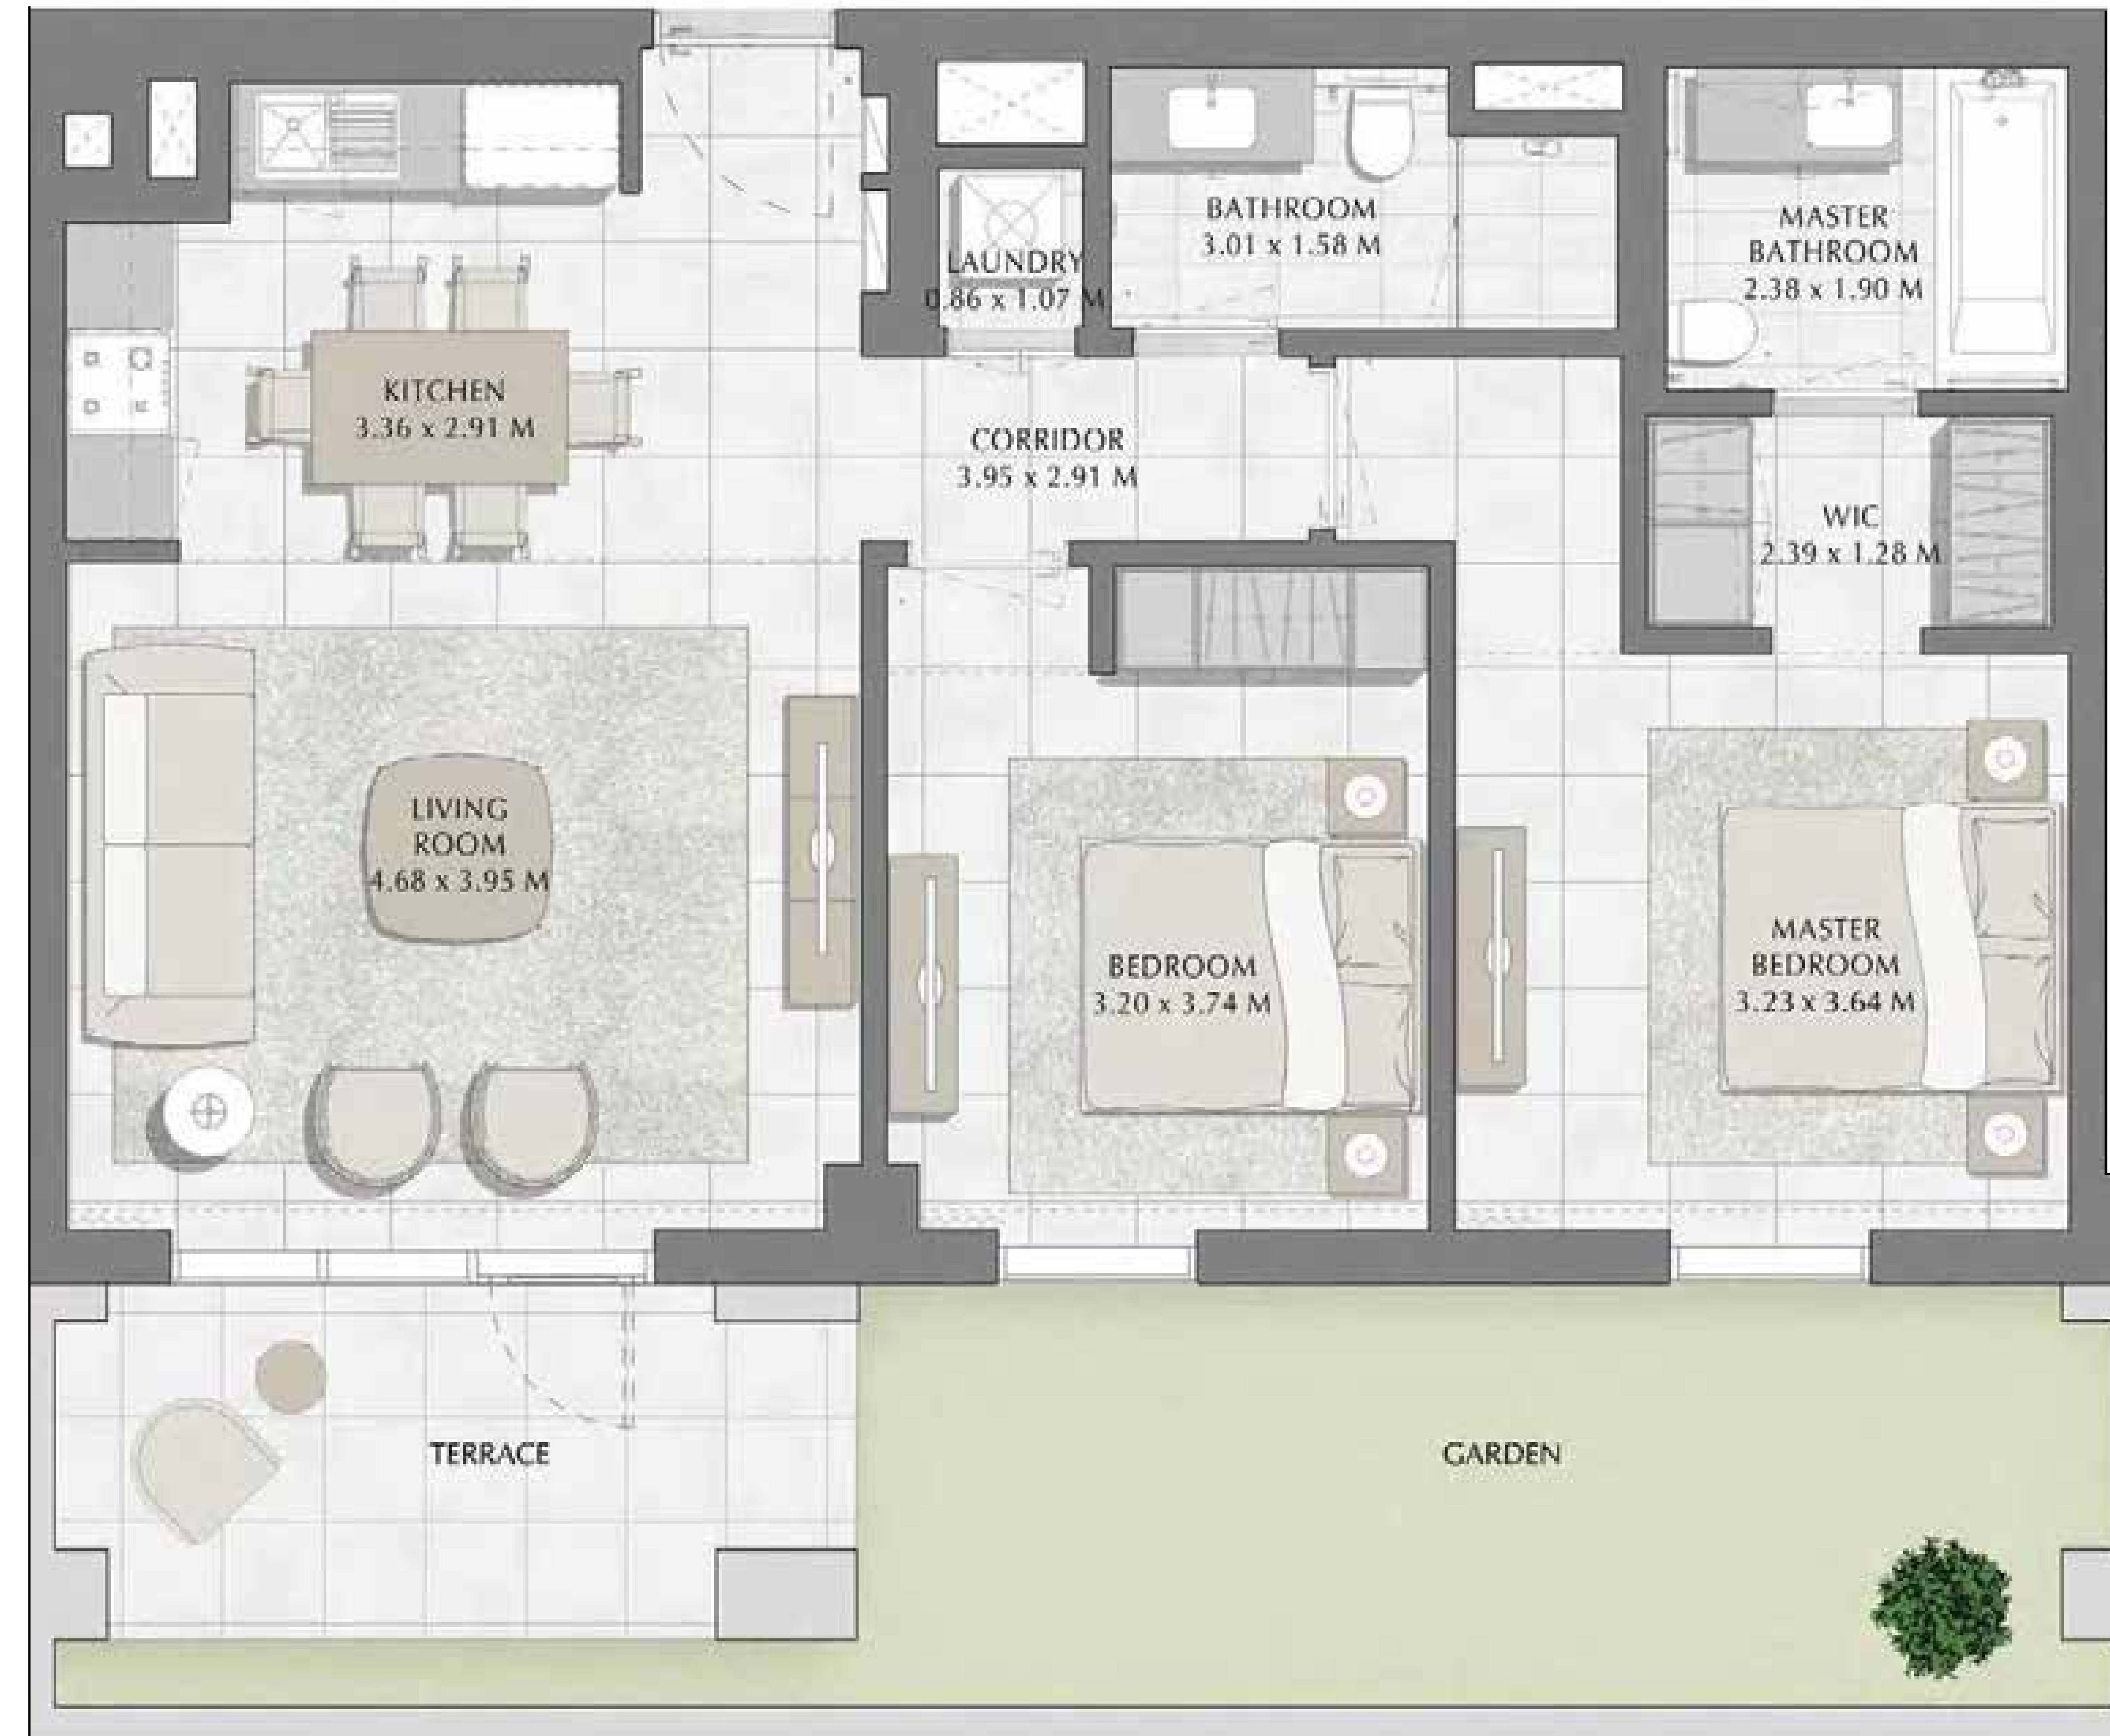 BATHROOM
3.01 x 1.58 M
MASTER
BATHROOM
2.38 x 1.90 M
LAUNDRY
0.86 x 1.07 M
KITCHEN
3.36 x 2.91 M
CORRIDOR
3.95 x 2.91 M
WIC
2.39 x 1.28 M
LIVING
ROOM
4.68 x 3.95 M
BEDROOM
3.20 x 3.74 M
MASTER
BEDROOM
3.23 x 3.64 M
TERRACE
GARDEN